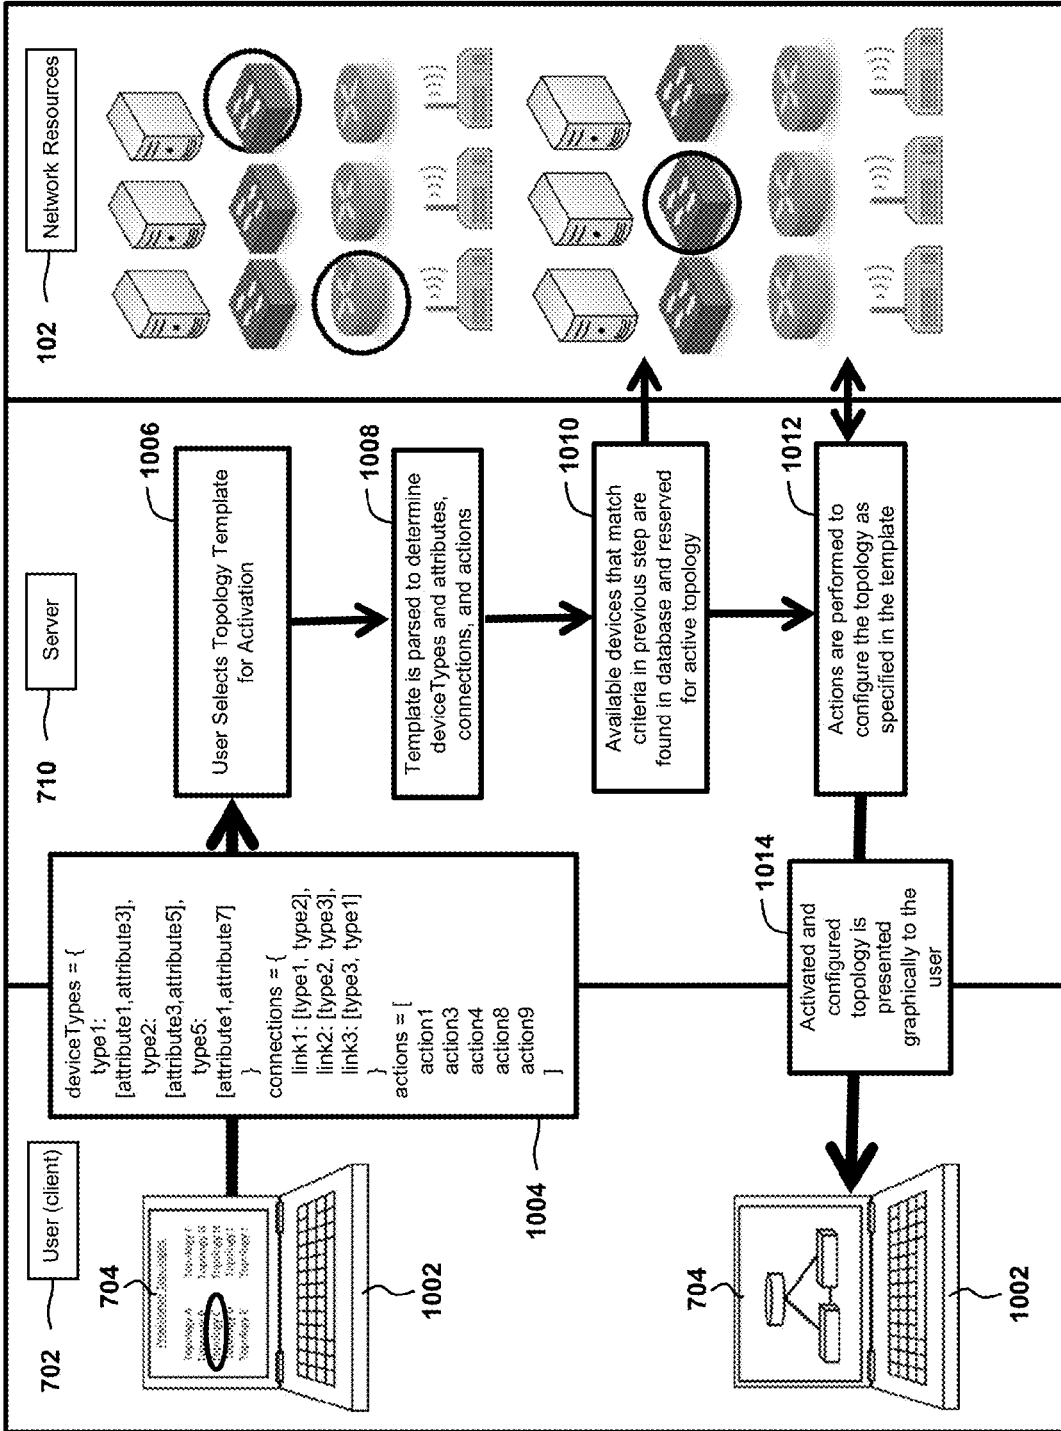 User (client)
702
Server
710
Network Resources
102
704
Topology C
1002
deviceTypes = {
type1:
[attribute1,attribute3],
type2:
[attribute3,attribute5],
type5:
[attribute1,attribute7]
}
connections = {
link1: [type1, type2],
link2: [type2, type3],
link3: [type3, type1]
}
actions = [
action1
action3
action4
action8
action9
]
1004
User Selects Topology Template
for Activation
1006
Template is parsed to determine
deviceTypes and attributes,
connections, and actions
1008
Available devices that match
criteria in previous step are
found in database and reserved
for active topology
1010
Actions are performed to
configure the topology as
specified in the template
1012
Activated and
configured
topology is
presented
graphically to the
user
1014
704
1002